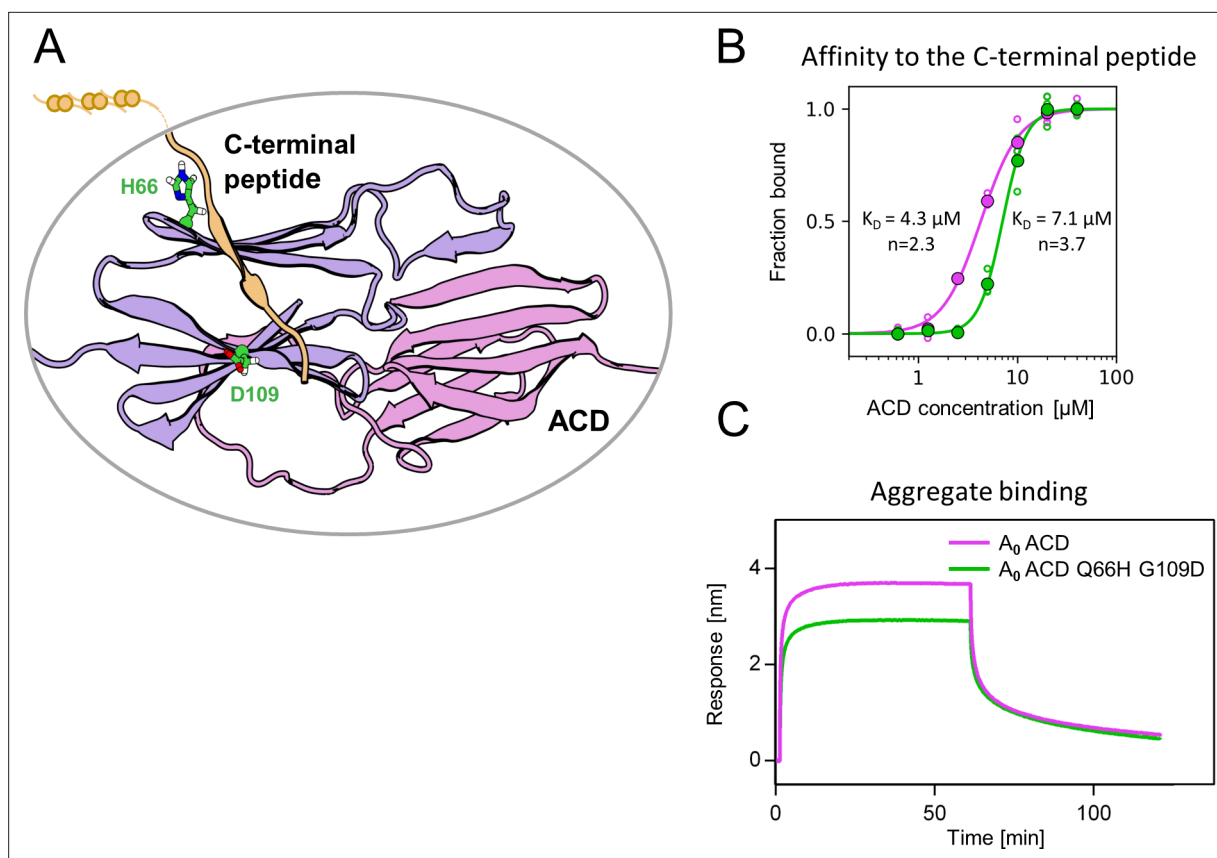 A
C-terminal
peptide
H66
D109
ACD
B
Affinity to the C-terminal peptide
Fraction bound
1.0
0.5
0.0
K_D = 4.3 µM
n=2.3
K_D = 7.1 µM
n=3.7
1
10
100
ACD concentration [µM]
C
Aggregate binding
Response [nm]
4
2
0
A₀ ACD
A₀ ACD Q66H G109D
0
50
100
Time [min]